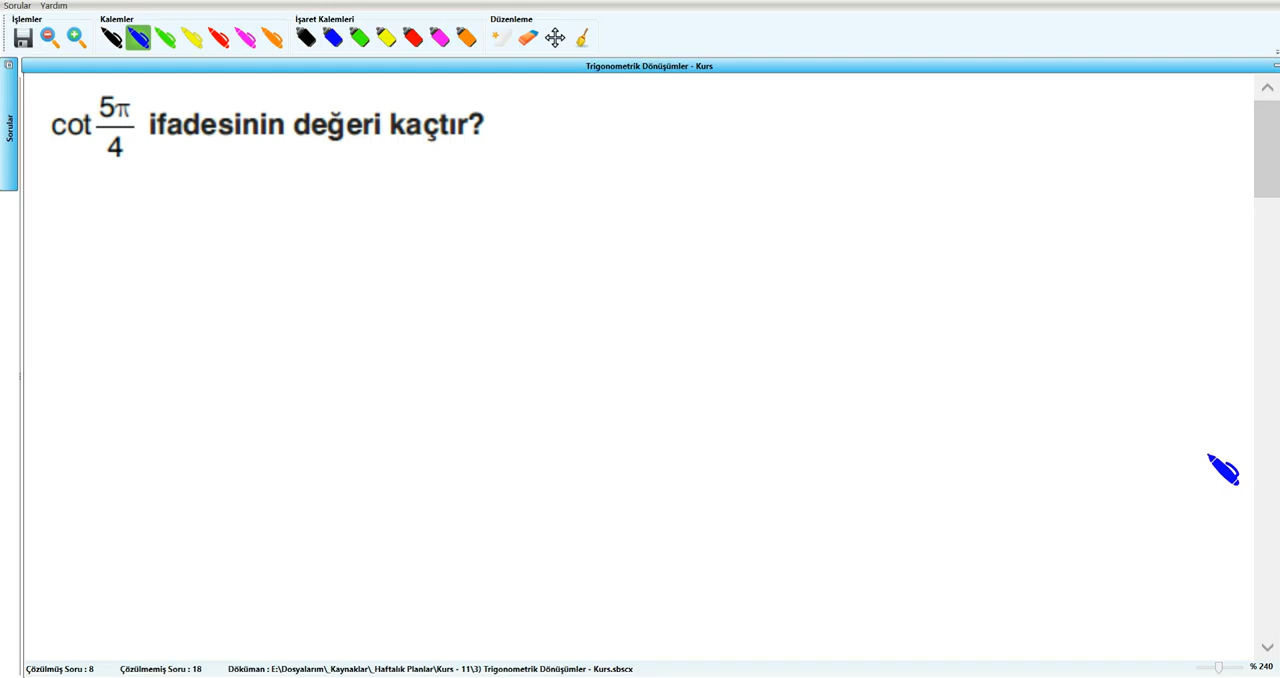 Sorular Yardım
İşlemler Kalemler İşaret Kalemleri Düzenleme
Trigonometrik Dönüşümler - Kurs
Sorular
cot 5π/4 ifadesinin değeri kaçtır?
Çözülmüş Soru : 8 Çözülmemiş Soru : 18 Döküman : E:\Dosyalarım\_Kaynaklar\_Haftalık Planlar\Kurs - 11\3) Trigonometrik Dönüşümler - Kurs.sbscx % 240